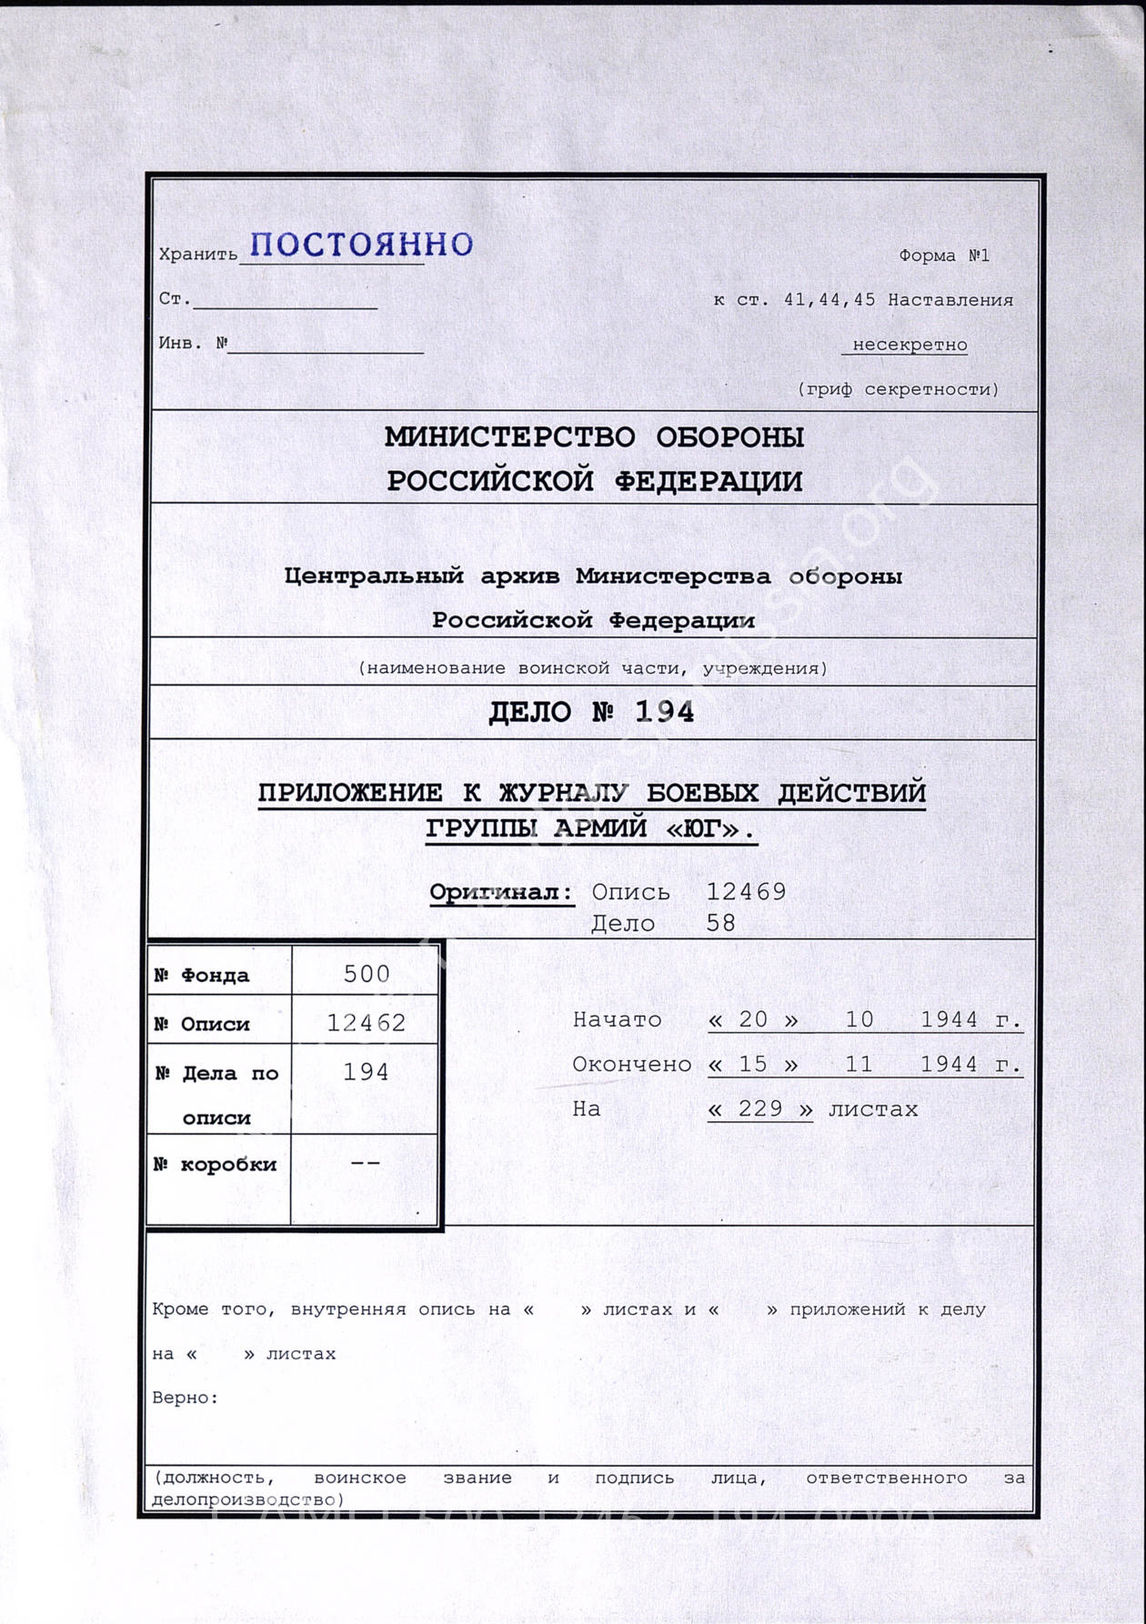 Хранить ПОСТОЯННО
Форма №1
Ст.
к ст. 41,44,45 Наставления
Инв. №
несекретно
(гриф секретности)
МИНИСТЕРСТВО ОБОРОНЫ
РОССИЙСКОЙ ФЕДЕРАЦИИ
Центральный архив Министерства обороны
Российской Федерации
(наименование воинской части, учреждения)
ДЕЛО № 194
ПРИЛОЖЕНИЕ К ЖУРНАЛУ БОЕВЫХ ДЕЙСТВИЙ
ГРУППЫ АРМИЙ «ЮГ».
Оригинал: Опись 12469
Дело 58
№ Фонда 500
№ Описи 12462
№ Дела по 194
описи
№ коробки --
Начато « 20 » 10 1944 г.
Окончено « 15 » 11 1944 г.
На « 229 » листах
Кроме того, внутренняя опись на « » листах и « » приложений к делу
на « » листах
Верно:
(должность, воинское звание и подпись лица, ответственного за
делопроизводство)